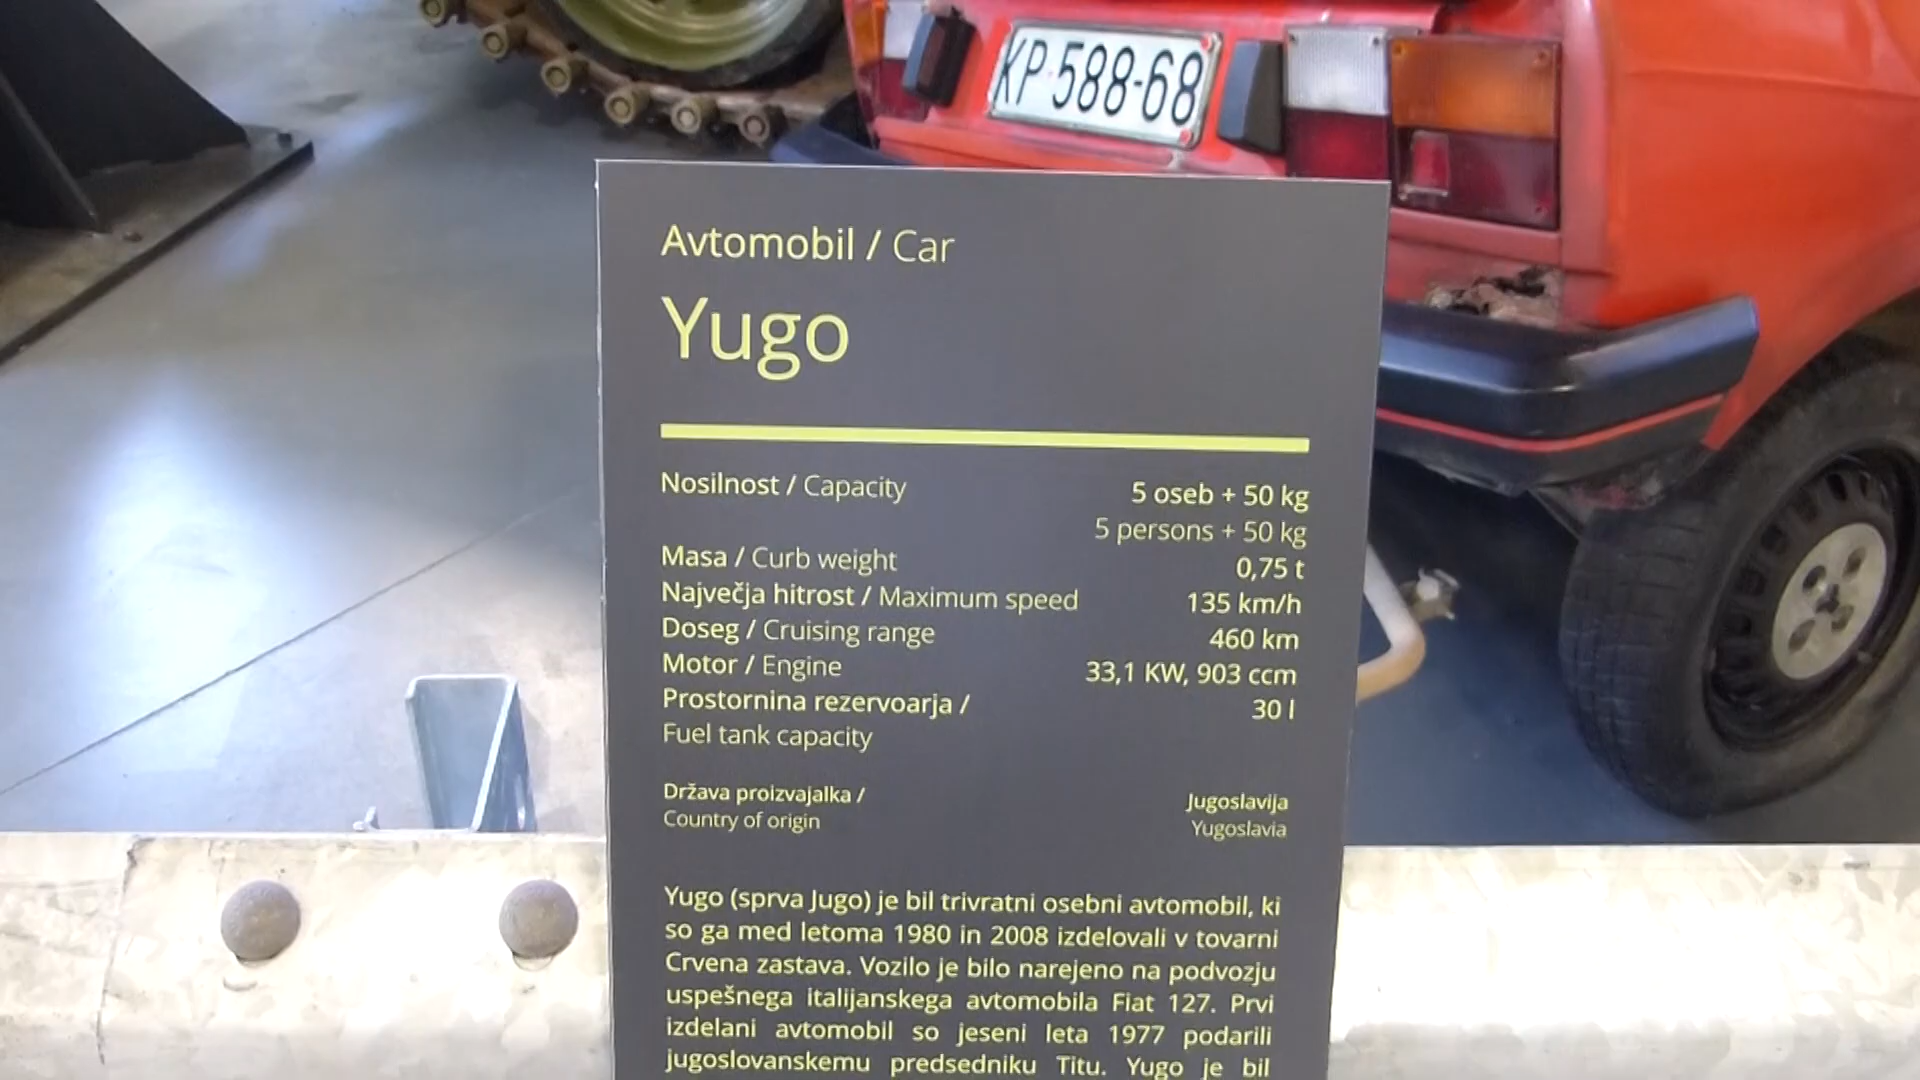 KP-588-68
Avtomobil / Car
Yugo
Nosilnost / Capacity 5 oseb + 50 kg
5 persons + 50 kg
Masa / Curb weight 0,75 t
Največja hitrost / Maximum speed 135 km/h
Doseg / Cruising range 460 km
Motor / Engine 33,1 KW, 903 ccm
Prostornina rezervoarja / 30 l
Fuel tank capacity
Država proizvajalka / Jugoslavija
Country of origin Yugoslavia
Yugo (sprva Jugo) je bil trivratni osebni avtomobil, ki
so ga med letoma 1980 in 2008 izdelovali v tovarni
Crvena zastava. Vozilo je bilo narejeno na podvozju
uspešnega italijanskega avtomobila Fiat 127. Prvi
izdelani avtomobil so jeseni leta 1977 podarili
jugoslovanskemu predsedniku Titu. Yugo je bil